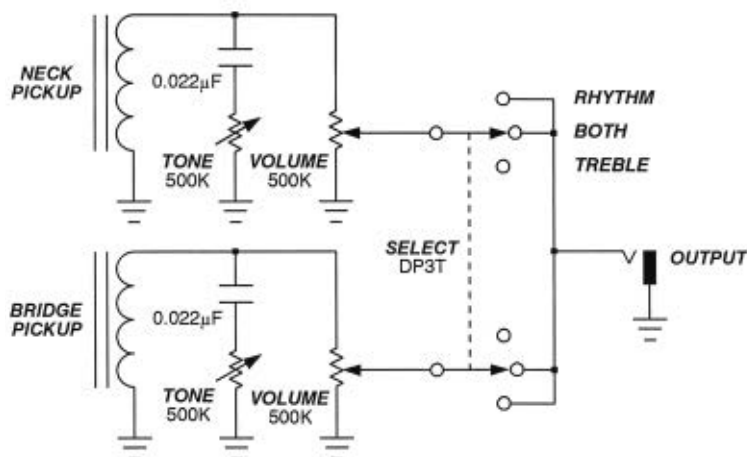 NECK
PICKUP
0.022µF
TONE
500K
VOLUME
500K
RHYTHM
BOTH
TREBLE
SELECT
DP3T
OUTPUT
BRIDGE
PICKUP
0.022µF
TONE
500K
VOLUME
500K